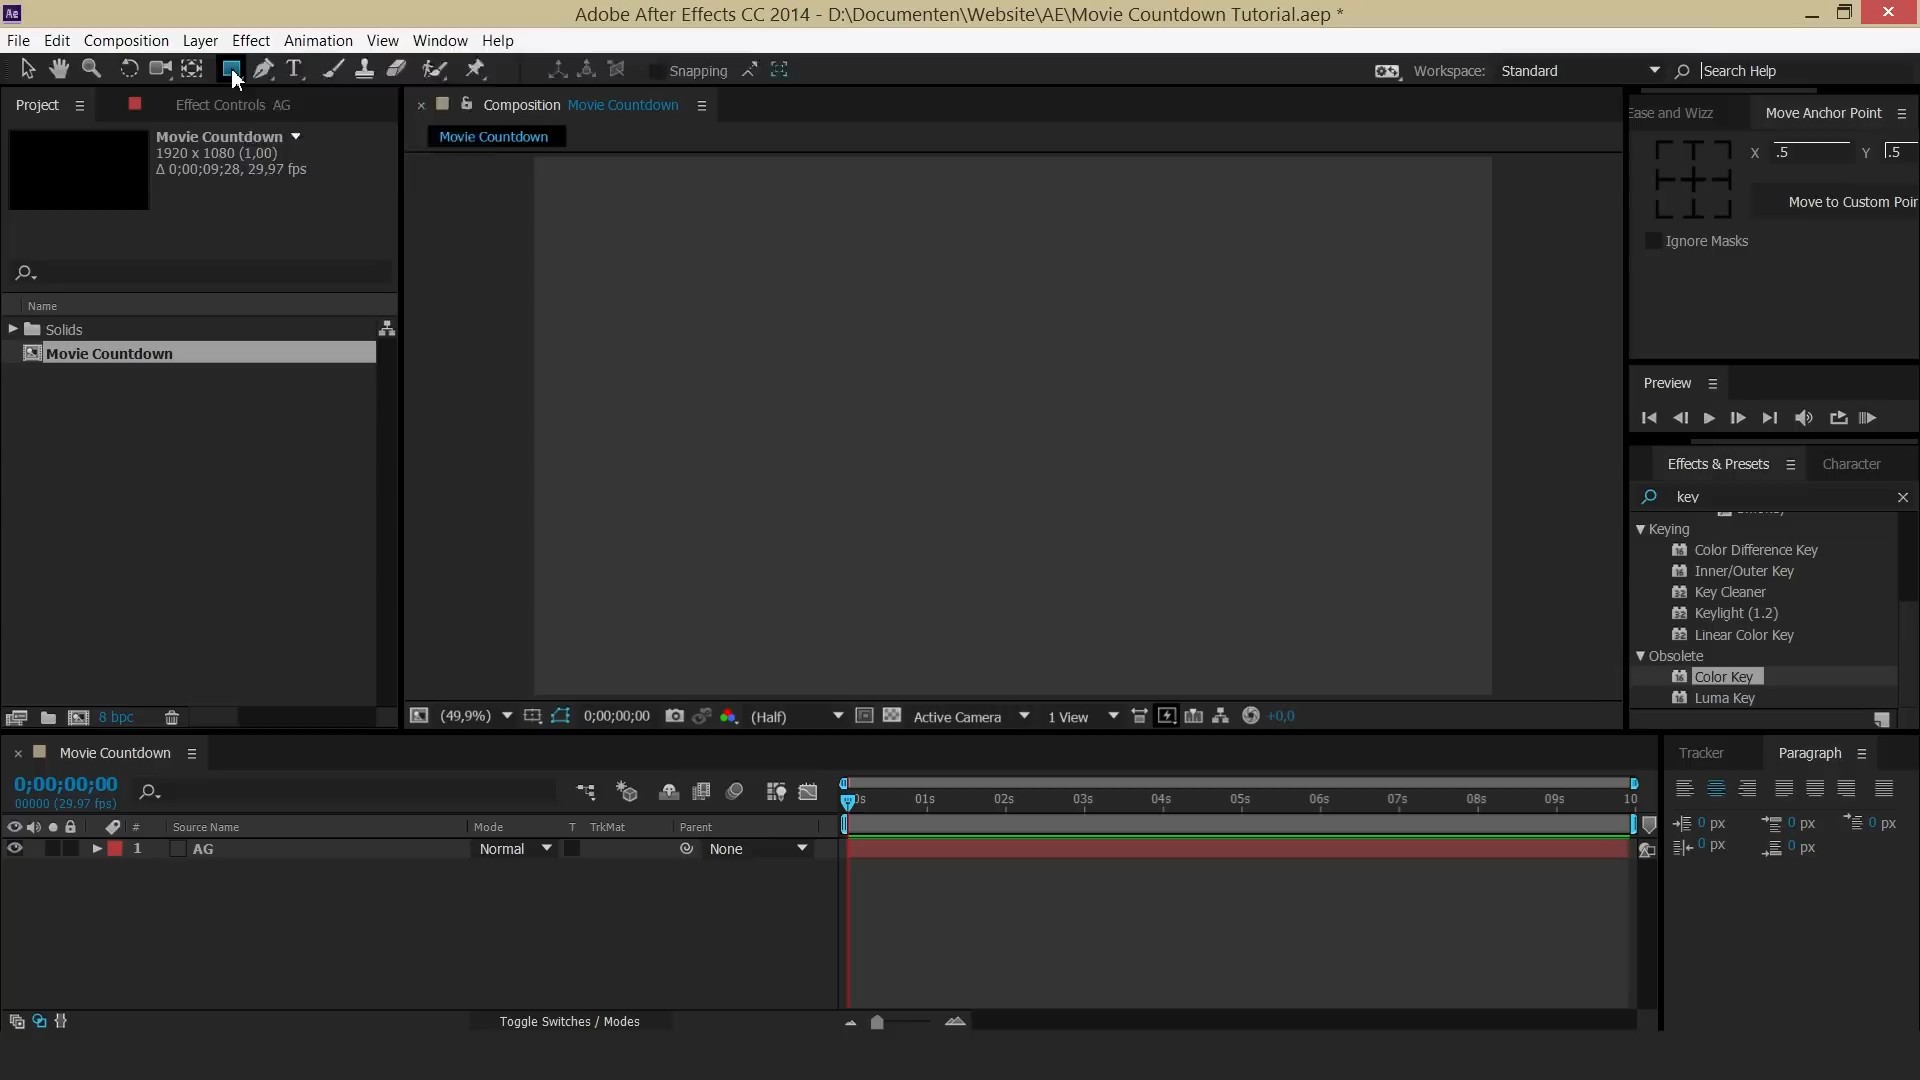 Ae
Adobe After Effects CC 2014 - D:\Documenten\Website\AE\Movie Countdown Tutorial.aep *
File Edit Composition Layer Effect Animation View Window Help
T Snapping Workspace: Standard Search Help
Project Effect Controls AG
Movie Countdown
1920 x 1080 (1,00)
Δ 0;00;09;28, 29,97 fps
Name
Solids
Movie Countdown
8 bpc
× Composition Movie Countdown
Movie Countdown
(49,9%) 0;00;00;00 (Half) Active Camera 1 View +0,0
Ease and Wizz Move Anchor Point
X .5 Y .5
Move to Custom Poin
Ignore Masks
Preview
Effects & Presets Character
key
Keying
Color Difference Key
Inner/Outer Key
Key Cleaner
Keylight (1.2)
Linear Color Key
Obsolete
Color Key
Luma Key
× Movie Countdown
0;00;00;00
00000 (29.97 fps)
# Source Name Mode T TrkMat Parent
1 AG Normal None
0s 01s 02s 03s 04s 05s 06s 07s 08s 09s 10
Toggle Switches / Modes
Tracker Paragraph
0 px 0 px 0 px
0 px 0 px